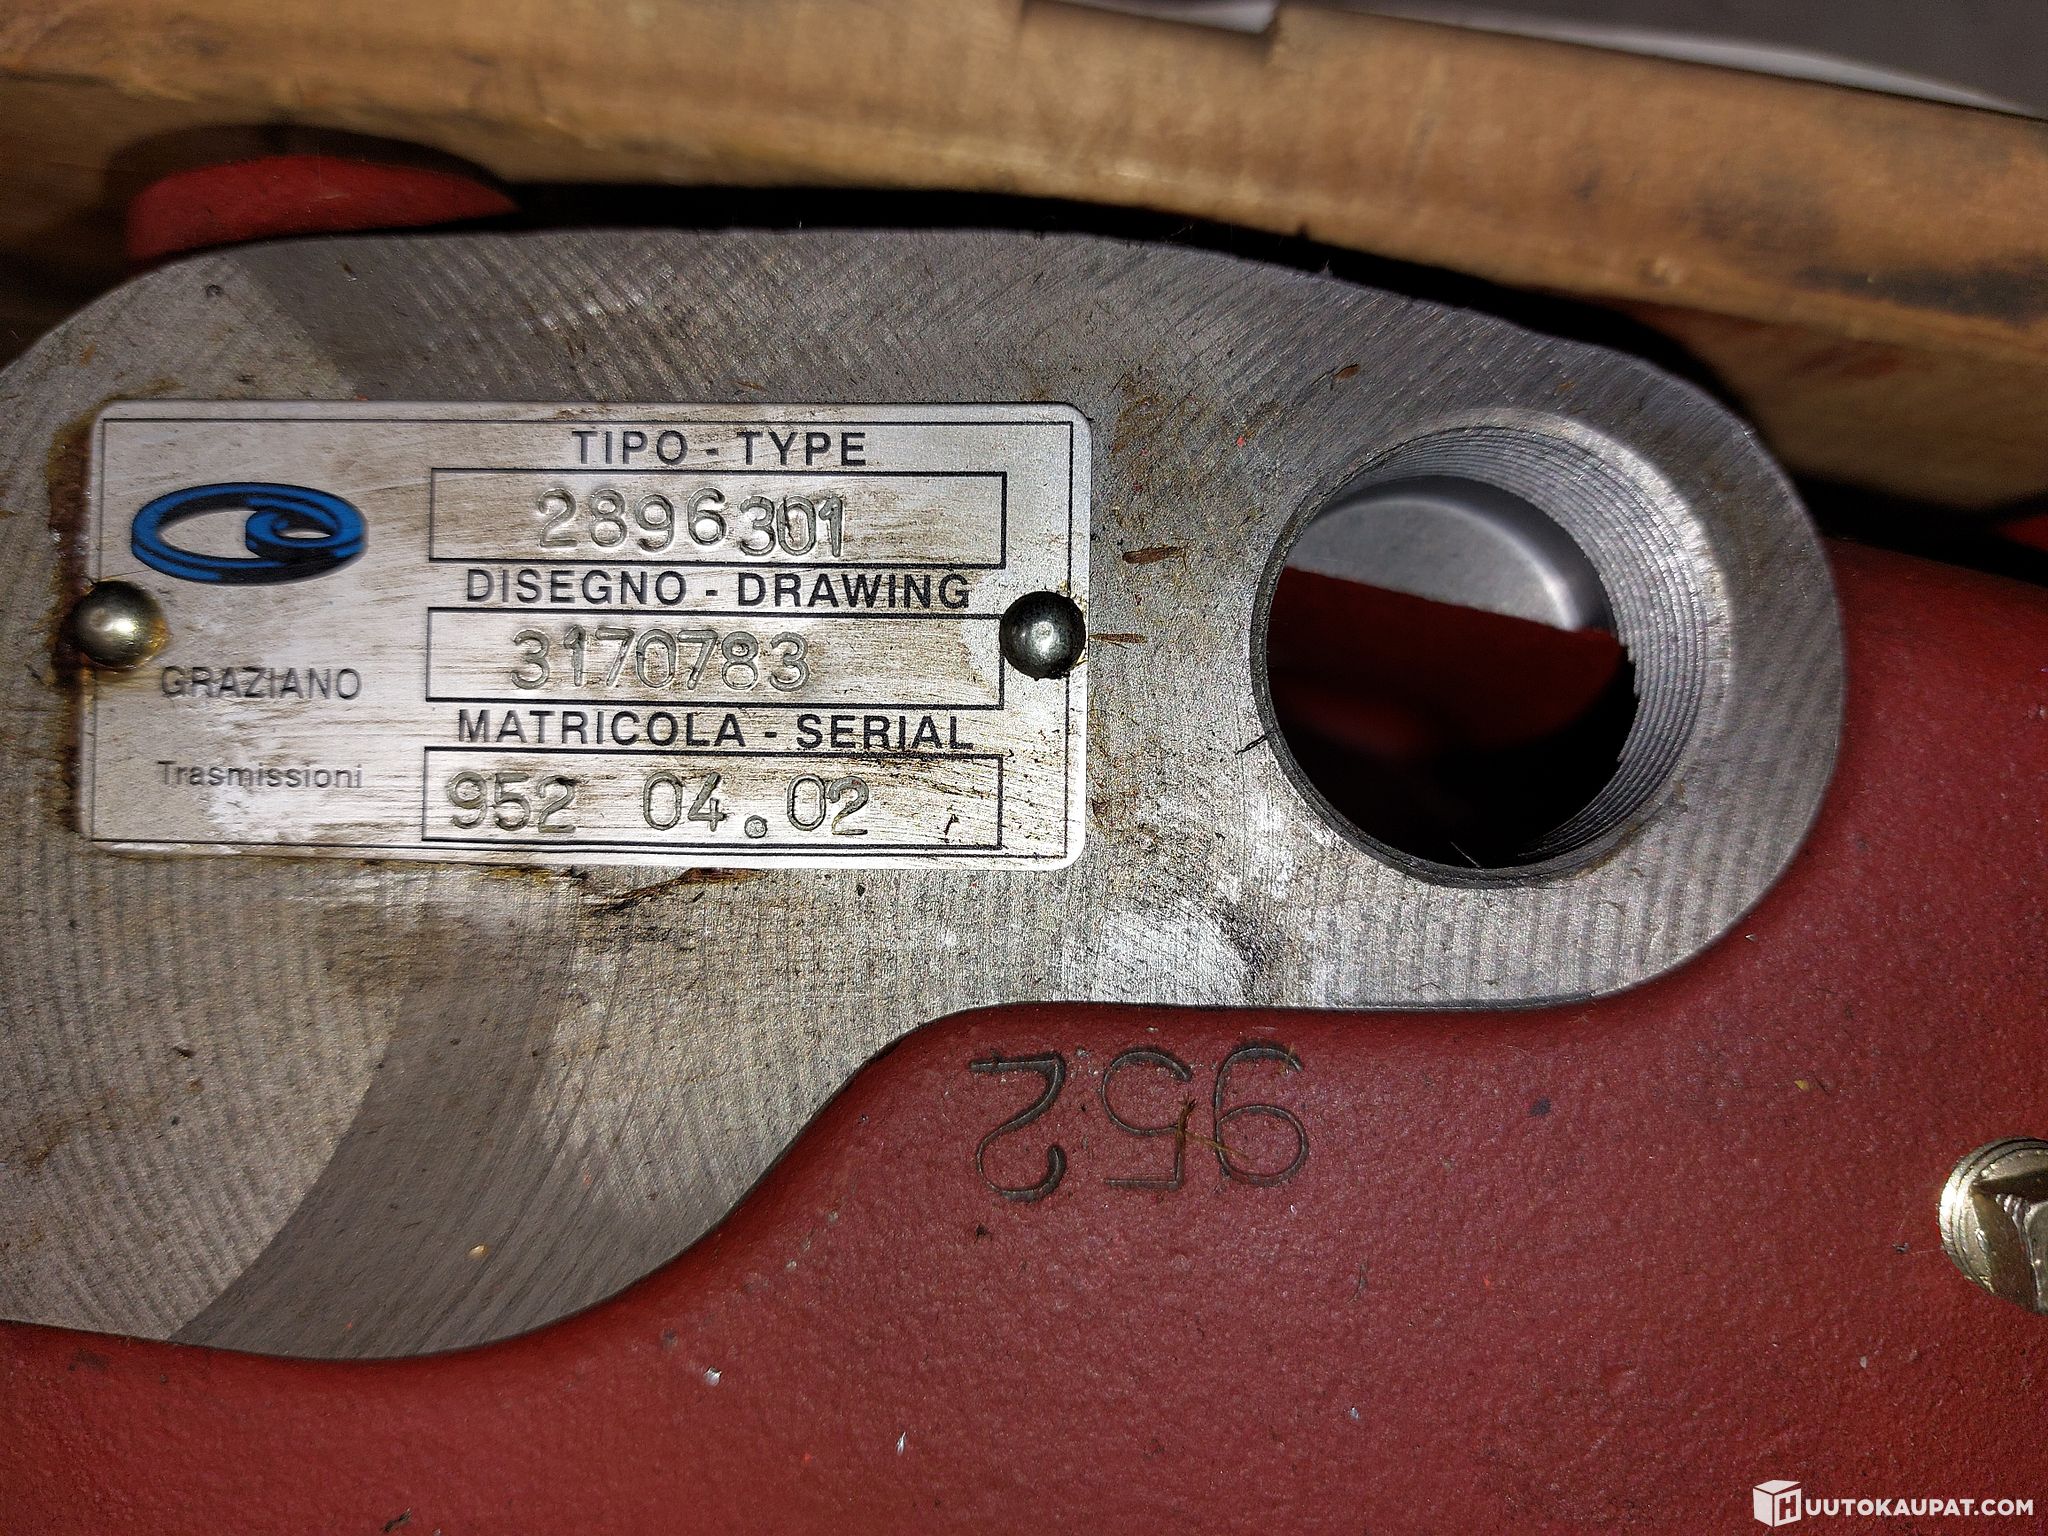 TIPO - TYPE
2896301
DISEGNO - DRAWING
3170783
MATRICOLA - SERIAL
952 04.02
GRAZIANO
Trasmissioni
952
HUUTOKAUPAT.COM